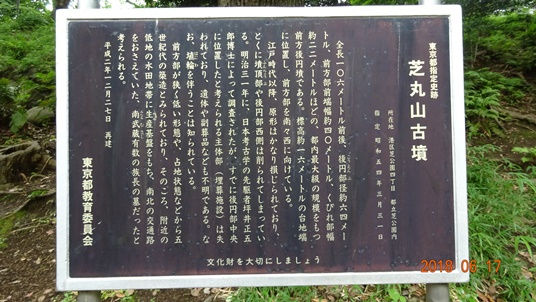 東京都指定史跡
芝丸山古墳
所在地 港区芝公園四丁目 都立芝公園内
指定 昭和五四年三月三一日
全長一〇六メートル前後、後円部径約六四メー
トル、前方部前端幅約四〇メートル、くびれ部幅
約二二メートルほどの、都内最大級の規模をもつ
前方後円墳である。標高約一六メートルの台地端
に位置し、前方部を南々西に向けている。
江戸時代以降、原形はかなり損じられており、
とくに墳頂部や後円部西側は削られてしまってい
る。明治三一年に、日本考古学の先駆者坪井正五
郎博士によって調査されたが、すでに後円部中央
に位置したと考えられる主体部(埋葬施設)は失
われており、遺体や副葬品なども不明である。な
お、埴輪を伴うことは知られている。
前方部が狭く低い形態や、占地状態などから五
世紀代の築造とみられており、そのころ、附近の
低地の水田地帯に生産基盤をもち、南北の交通路
をおさえていた、南武蔵有数の族長の墓だったと
考えられる。
平成二年一二月二七日 再建
東京都教育委員会
文化財を大切にしましょう
2018 06 17